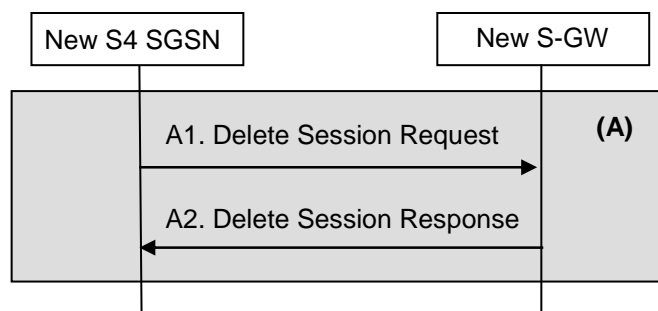 New S4 SGSN
New S-GW
(A)
A1. Delete Session Request
A2. Delete Session Response